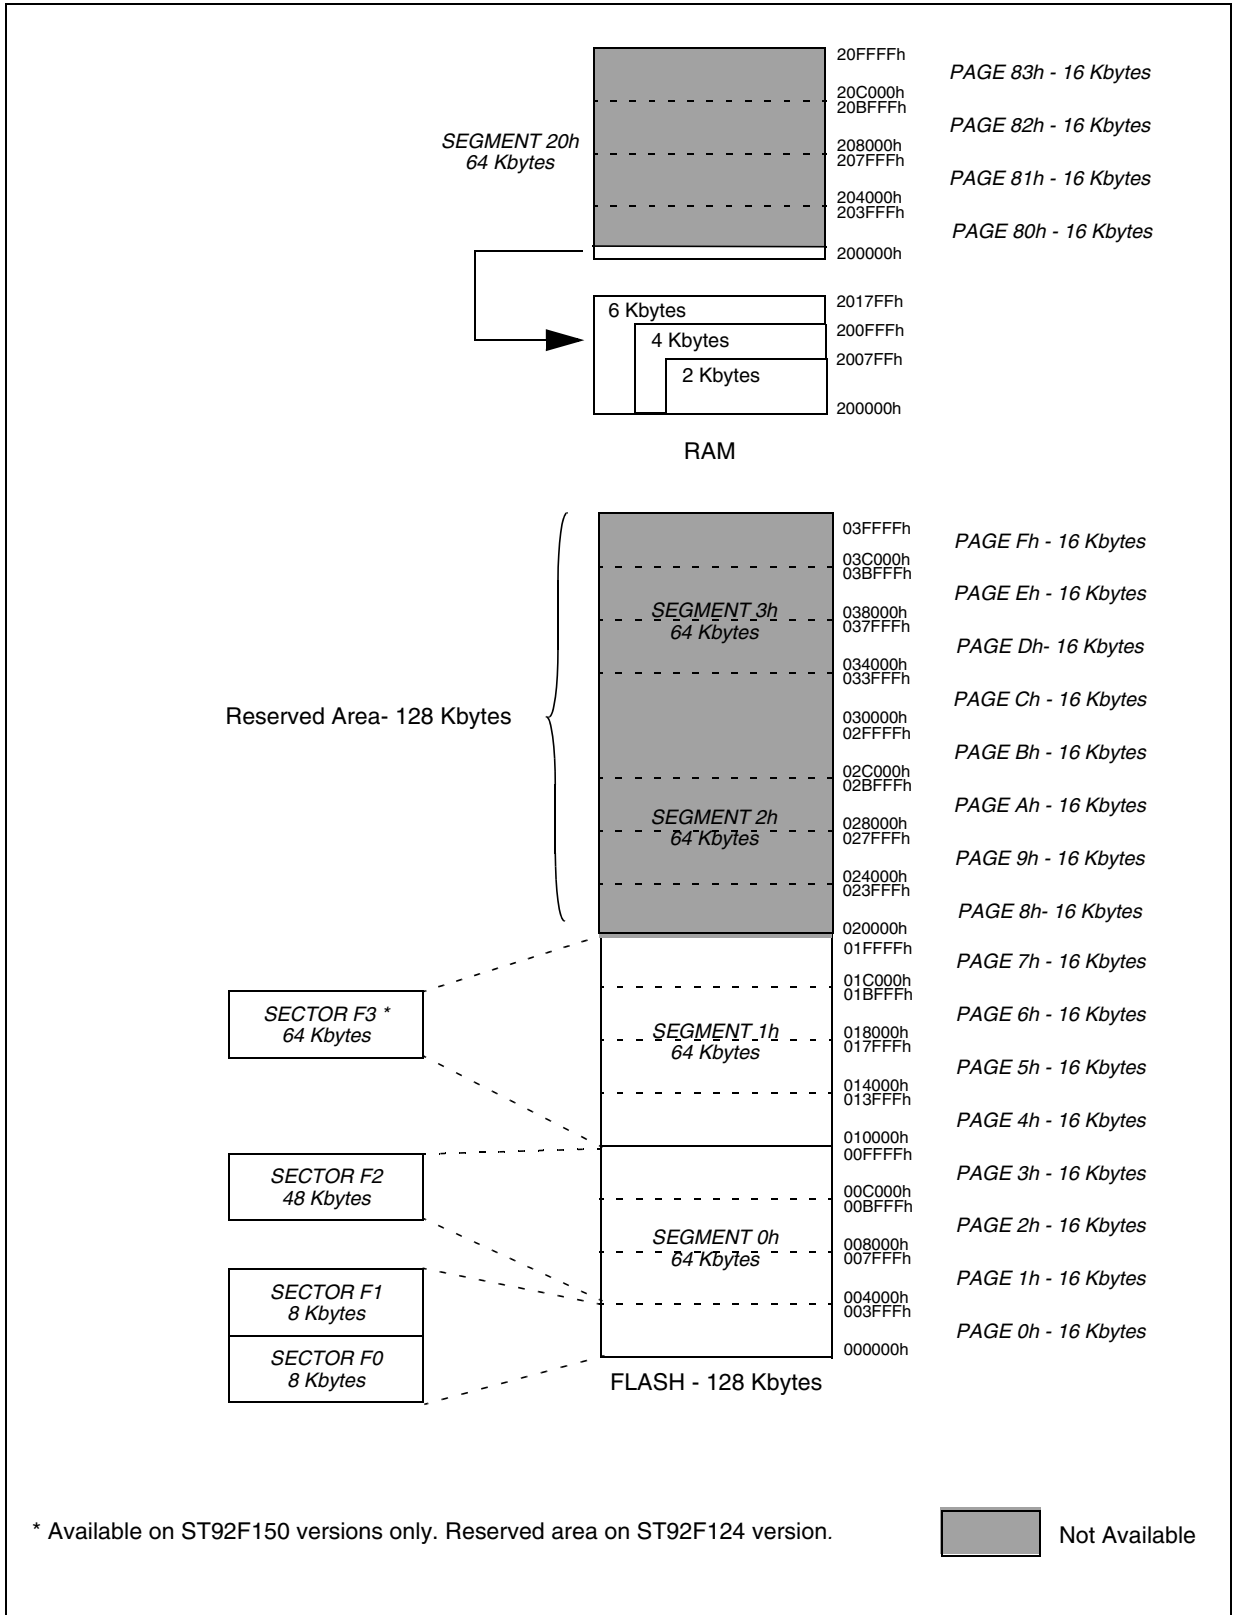 20FFFFh
PAGE 83h - 16 Kbytes
20C000h
20BFFFh
PAGE 82h - 16 Kbytes
SEGMENT 20h
64 Kbytes
208000h
207FFFh
PAGE 81h - 16 Kbytes
204000h
203FFFh
PAGE 80h - 16 Kbytes
200000h
6 Kbytes
2017FFh
4 Kbytes
200FFFh
2 Kbytes
2007FFh
200000h
RAM
03FFFFh
PAGE Fh - 16 Kbytes
03C000h
03BFFFh
PAGE Eh - 16 Kbytes
SEGMENT 3h
64 Kbytes
038000h
037FFFh
PAGE Dh- 16 Kbytes
034000h
033FFFh
PAGE Ch - 16 Kbytes
Reserved Area- 128 Kbytes
030000h
02FFFFh
PAGE Bh - 16 Kbytes
02C000h
02BFFFh
PAGE Ah - 16 Kbytes
SEGMENT 2h
64 Kbytes
028000h
027FFFh
PAGE 9h - 16 Kbytes
024000h
023FFFh
PAGE 8h- 16 Kbytes
020000h
01FFFFh
PAGE 7h - 16 Kbytes
01C000h
01BFFFh
SECTOR F3 *
64 Kbytes
PAGE 6h - 16 Kbytes
SEGMENT 1h
64 Kbytes
018000h
017FFFh
PAGE 5h - 16 Kbytes
014000h
013FFFh
PAGE 4h - 16 Kbytes
010000h
00FFFFh
SECTOR F2
48 Kbytes
PAGE 3h - 16 Kbytes
00C000h
00BFFFh
PAGE 2h - 16 Kbytes
SEGMENT 0h
64 Kbytes
008000h
007FFFh
PAGE 1h - 16 Kbytes
SECTOR F1
8 Kbytes
004000h
003FFFh
PAGE 0h - 16 Kbytes
SECTOR F0
8 Kbytes
000000h
FLASH - 128 Kbytes
* Available on ST92F150 versions only. Reserved area on ST92F124 version.
Not Available